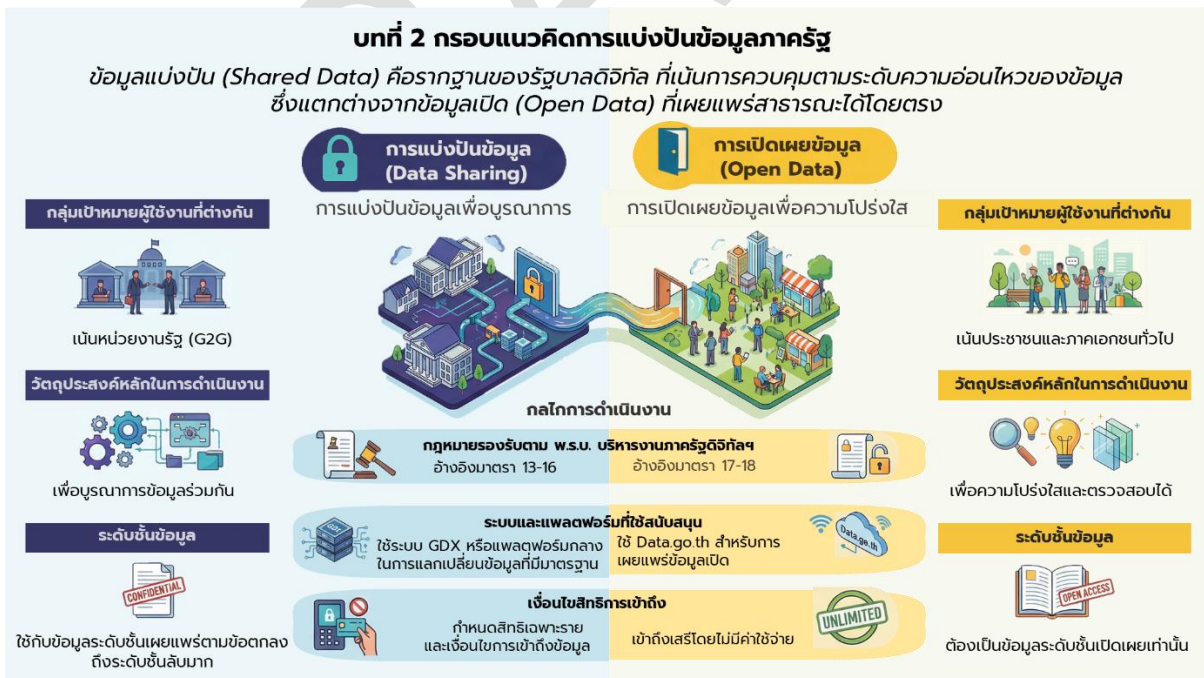 บทที่ 2 กรอบแนวคิดการแบ่งปันข้อมูลภาครัฐ
ข้อมูลแบ่งปัน (Shared Data) คือรากฐานของรัฐบาลดิจิทัล ที่เน้นการควบคุมตามระดับความอ่อนไหวของข้อมูล
ซึ่งแตกต่างจากข้อมูลเปิด (Open Data) ที่เผยแพร่สาธารณะได้โดยตรง
การแบ่งปันข้อมูล
(Data Sharing)
การแบ่งปันข้อมูลเพื่อบูรณาการ
การเปิดเผยข้อมูล
(Open Data)
การเปิดเผยข้อมูลเพื่อความโปร่งใส
กลุ่มเป้าหมายผู้ใช้งานที่ต่างกัน
เน้นหน่วยงานรัฐ (G2G)
วัตถุประสงค์หลักในการดำเนินงาน
เพื่อบูรณาการข้อมูลร่วมกัน
ระดับชั้นข้อมูล
CONFIDENTIAL
ใช้กับข้อมูลระดับชั้นเผยแพร่ตามข้อตกลง
ถึงระดับชั้นลับมาก
กลไกการดำเนินงาน
กฎหมายรองรับตาม พ.ร.บ. บริหารงานภาครัฐดิจิทัลฯ
อ้างอิงมาตรา 13-16
อ้างอิงมาตรา 17-18
ระบบและแพลตฟอร์มที่ใช้สนับสนุน
GDX
ใช้ระบบ GDX หรือแพลตฟอร์มกลาง
ในการแลกเปลี่ยนข้อมูลที่มีมาตรฐาน
ใช้ Data.go.th สำหรับการ
เผยแพร่ข้อมูลเปิด
Data.go.th
เงื่อนไขสิทธิการเข้าถึง
กำหนดสิทธิเฉพาะราย
และเงื่อนไขการเข้าถึงข้อมูล
เข้าถึงเสรีโดยไม่มีค่าใช้จ่าย
UNLIMITED
กลุ่มเป้าหมายผู้ใช้งานที่ต่างกัน
เน้นประชาชนและภาคเอกชนทั่วไป
วัตถุประสงค์หลักในการดำเนินงาน
เพื่อความโปร่งใสและตรวจสอบได้
ระดับชั้นข้อมูล
OPEN ACCESS
ต้องเป็นข้อมูลระดับชั้นเปิดเผยเท่านั้น